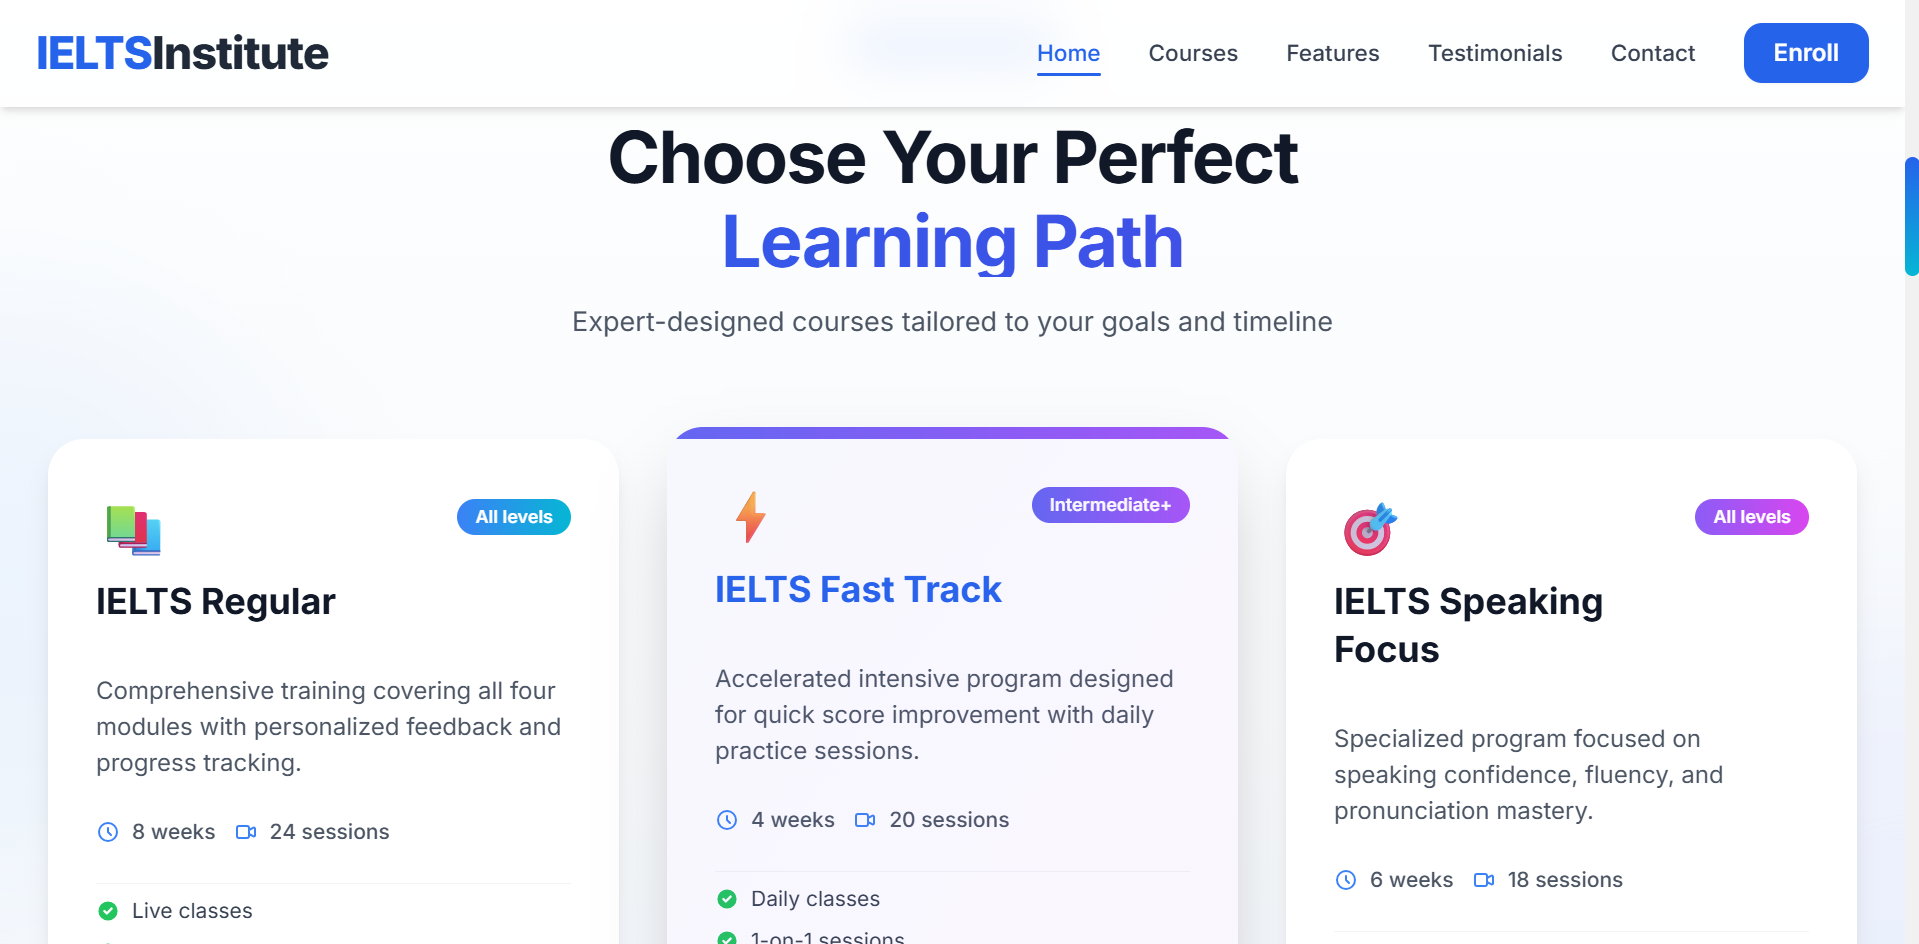 IELTSInstitute
Home
Courses
Features
Testimonials
Contact
Enroll
Choose Your Perfect
Learning Path
Expert-designed courses tailored to your goals and timeline
All levels
IELTS Regular
Comprehensive training covering all four
modules with personalized feedback and
progress tracking.
8 weeks
24 sessions
Live classes
Intermediate+
IELTS Fast Track
Accelerated intensive program designed
for quick score improvement with daily
practice sessions.
4 weeks
20 sessions
Daily classes
1-on-1 sessions
All levels
IELTS Speaking
Focus
Specialized program focused on
speaking confidence, fluency, and
pronunciation mastery.
6 weeks
18 sessions